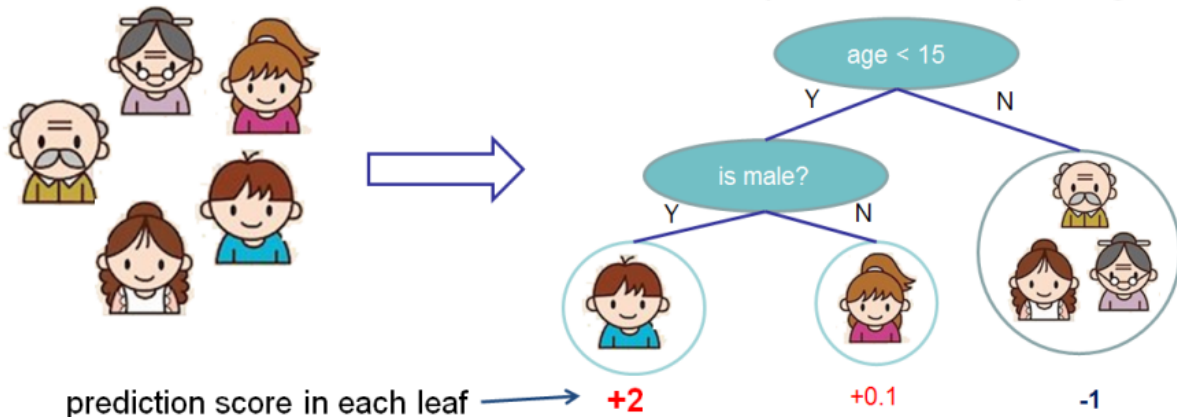 age < 15
Y
N
is male?
Y
N
prediction score in each leaf
+2
+0.1
-1